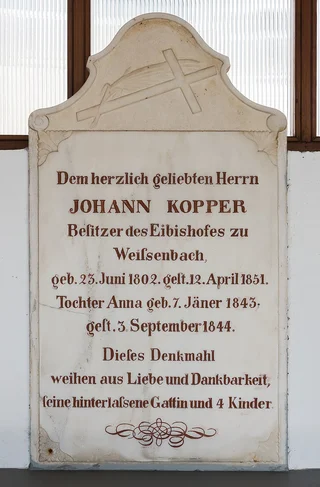 Dem herzlich geliebten Herrn
JOHANN KOPPER
Beſitzer des Eibishofes zu
Weiſsenbach,
geb. 23. Juni 1802. geſt. 12. April 1851.
Tochter Anna geb. 7. Jäner 1843.
geſt. 3. September 1844.
Dieſes Denkmahl
weihen aus Liebe und Dankbarkeit,
ſeine hinterlaſsene Gattin und 4 Kinder.